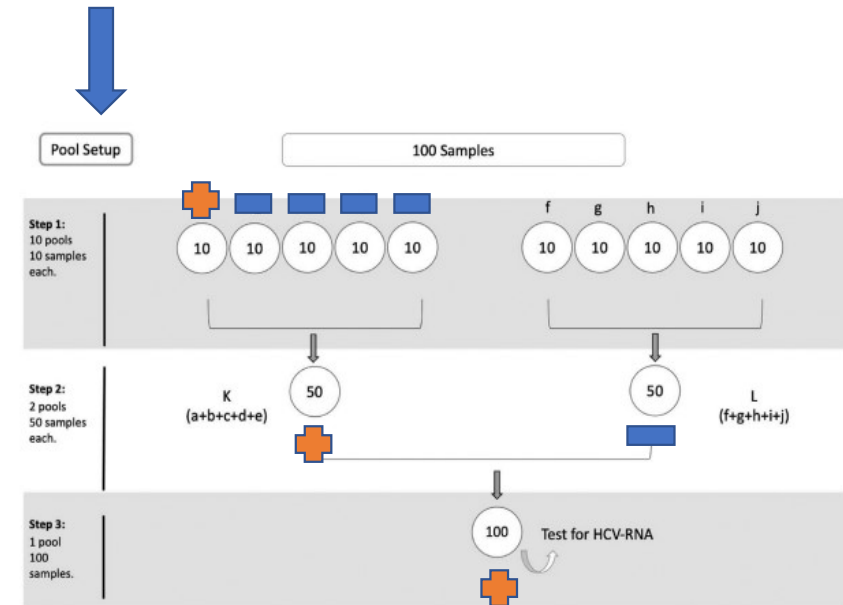 Pool Setup
100 Samples
Step 1:
10 pools
10 samples
each.
f g h i j
10 10 10 10 10 10 10 10 10 10
Step 2:
2 pools
50 samples
each.
K
(a+b+c+d+e)
50
50
L
(f+g+h+i+j)
Step 3:
1 pool
100
samples.
100
Test for HCV-RNA